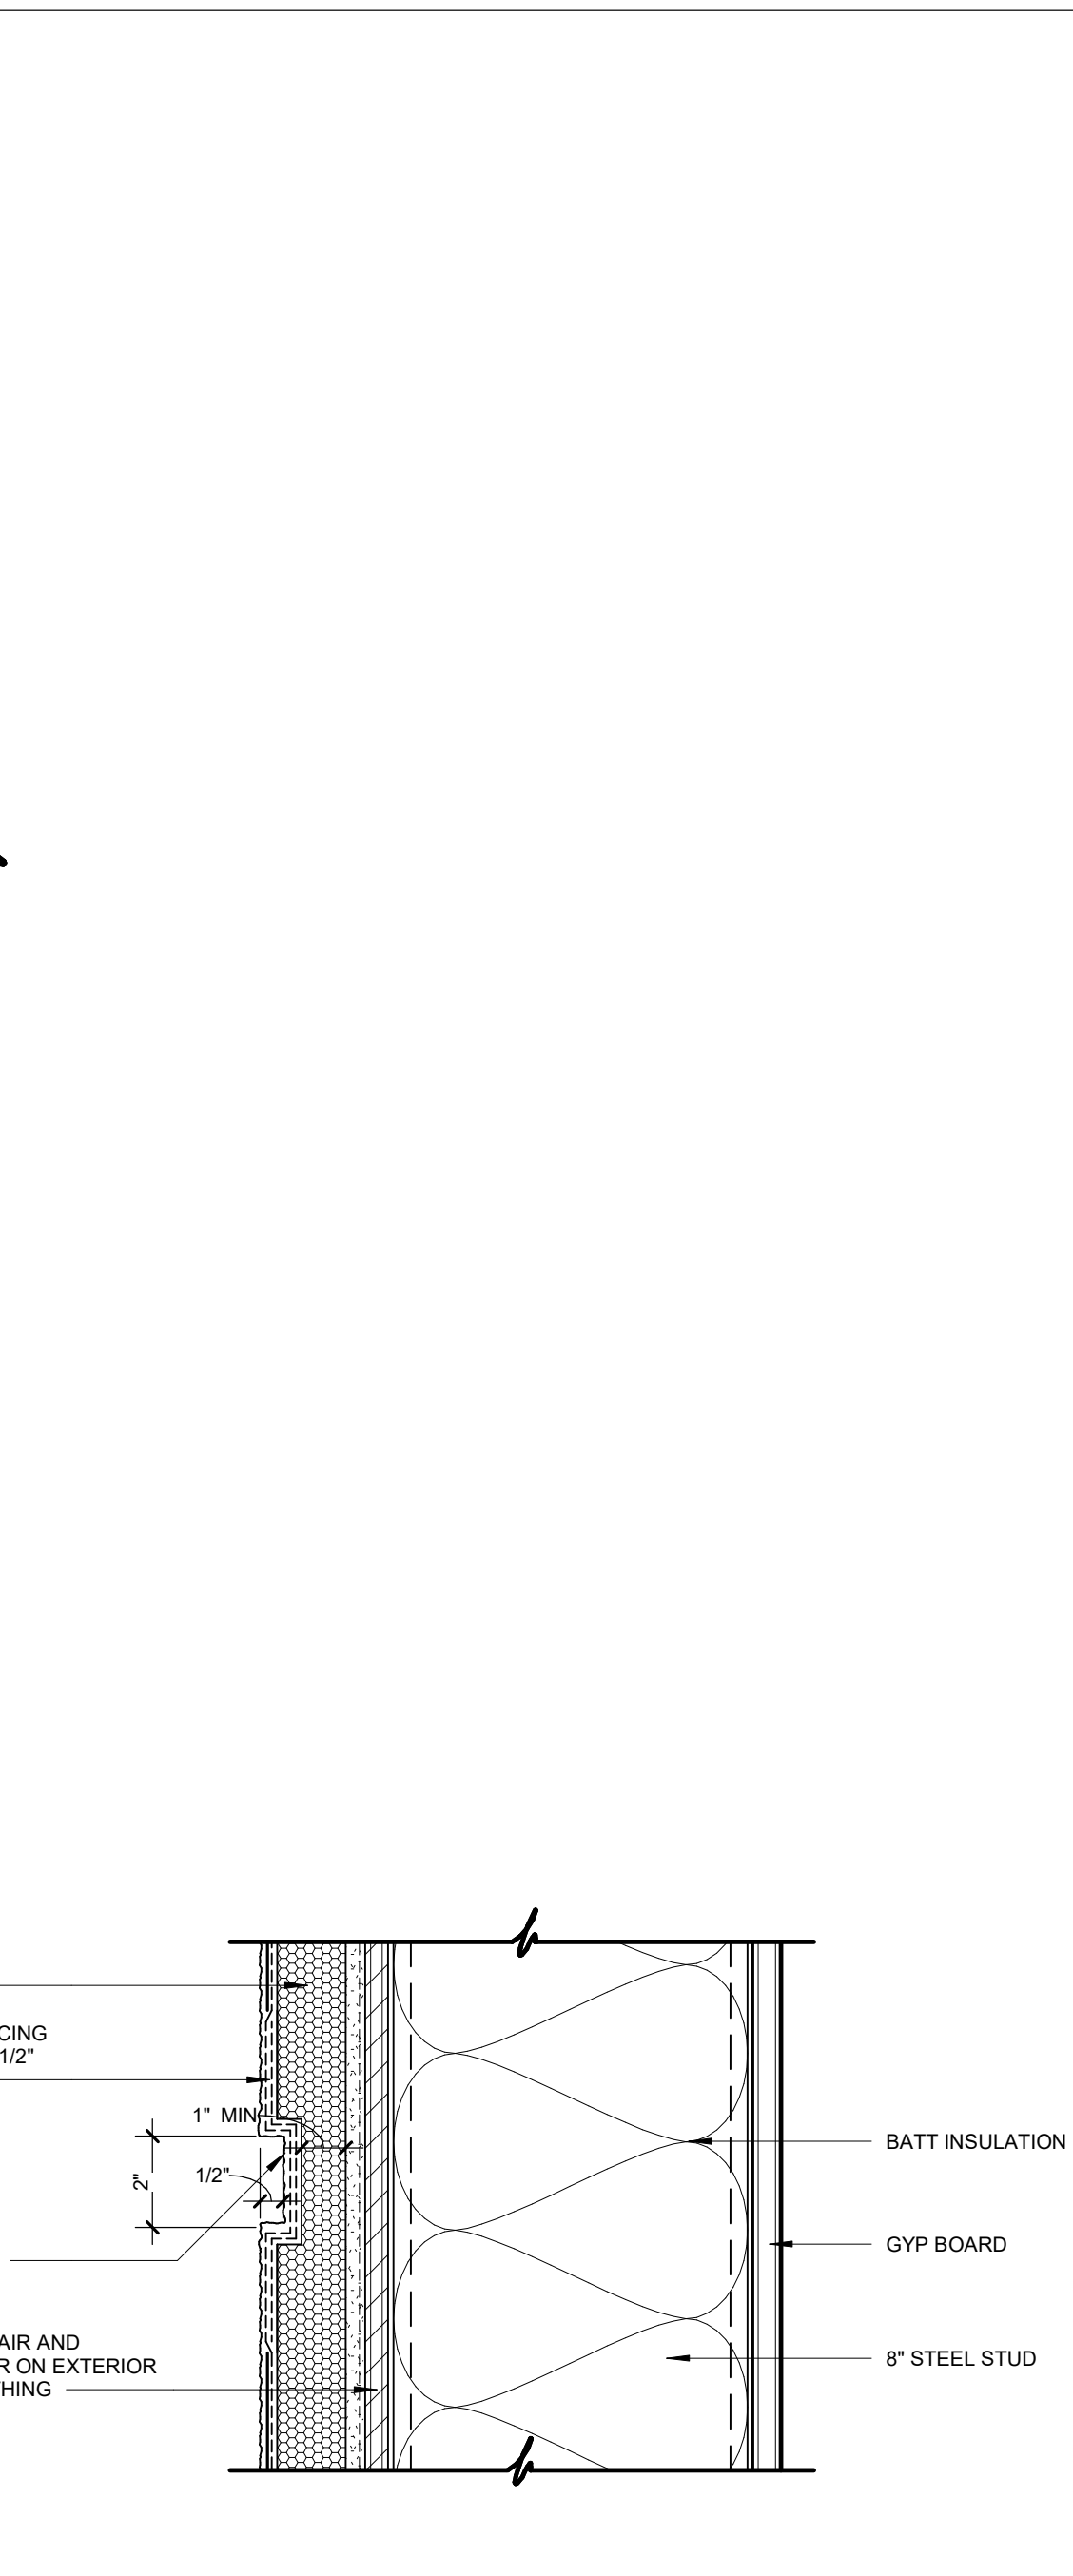 CING
1/2"
1" MIN
1/2"
2"
BATT INSULATION
GYP BOARD
AIR AND
R ON EXTERIOR
THING
8" STEEL STUD